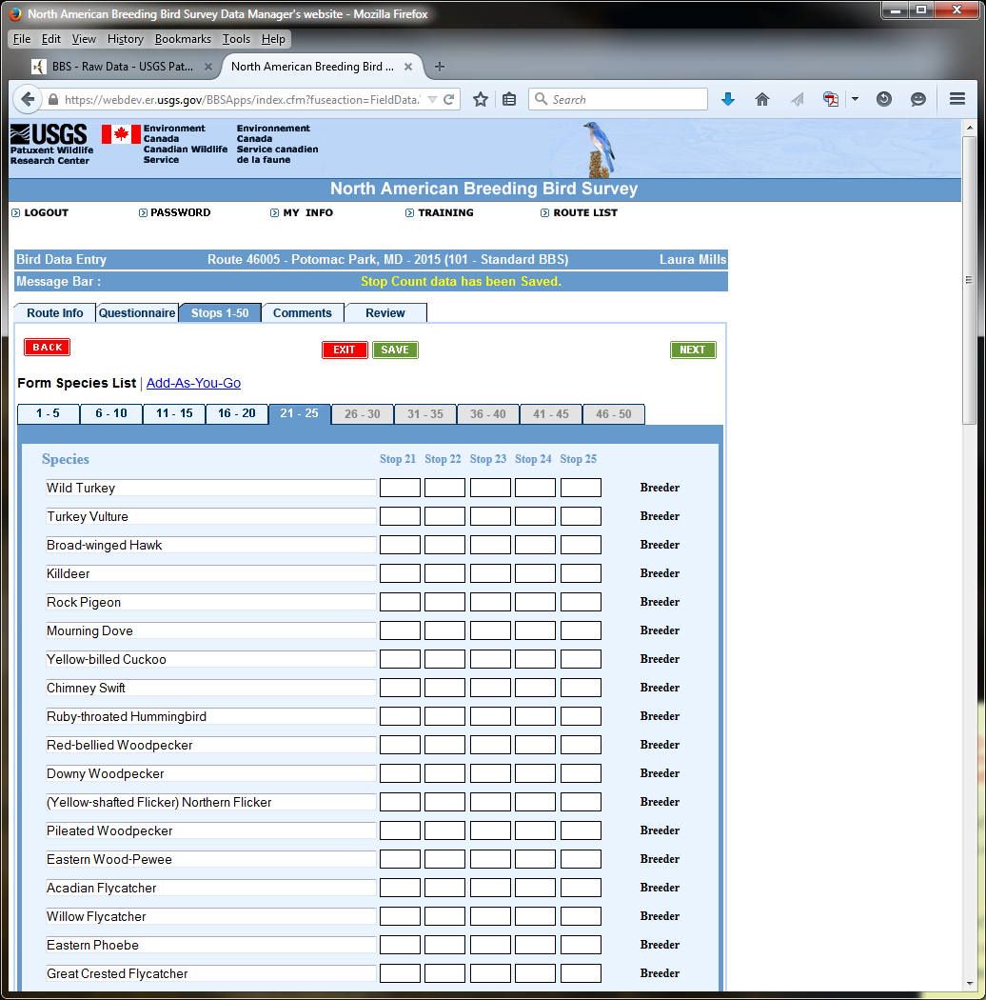 North American Breeding Bird Survey Data Manager's website - Mozilla Firefox
File Edit View History Bookmarks Tools Help
BBS - Raw Data - USGS Pat... North American Breeding Bird ...
https://webdev.er.usgs.gov/BBSApps/index.cfm?fuseaction=FieldData. Search
USGS
Patuxent Wildlife
Research Center
Environment
Canada
Canadian Wildlife
Service
Environnement
Canada
Service canadien
de la faune
North American Breeding Bird Survey
LOGOUT PASSWORD MY INFO TRAINING ROUTE LIST
Bird Data Entry Route 46005 - Potomac Park, MD - 2015 (101 - Standard BBS) Laura Mills
Message Bar : Stop Count data has been Saved.
Route Info Questionnaire Stops 1-50 Comments Review
BACK EXIT SAVE NEXT
Form Species List | Add-As-You-Go
1 - 5 6 - 10 11 - 15 16 - 20 21 - 25 26 - 30 31 - 35 36 - 40 41 - 45 46 - 50
Species Stop 21 Stop 22 Stop 23 Stop 24 Stop 25
Wild Turkey Breeder
Turkey Vulture Breeder
Broad-winged Hawk Breeder
Killdeer Breeder
Rock Pigeon Breeder
Mourning Dove Breeder
Yellow-billed Cuckoo Breeder
Chimney Swift Breeder
Ruby-throated Hummingbird Breeder
Red-bellied Woodpecker Breeder
Downy Woodpecker Breeder
(Yellow-shafted Flicker) Northern Flicker Breeder
Pileated Woodpecker Breeder
Eastern Wood-Pewee Breeder
Acadian Flycatcher Breeder
Willow Flycatcher Breeder
Eastern Phoebe Breeder
Great Crested Flycatcher Breeder